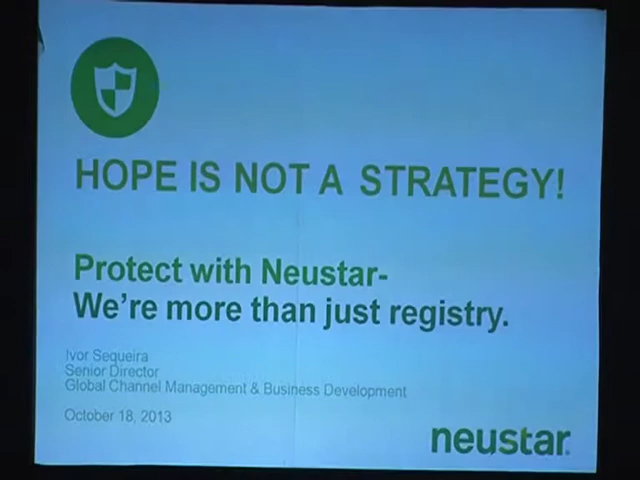 HOPE IS NOT A STRATEGY!
Protect with Neustar-
We're more than just registry.
Ivor Sequeira
Senior Director
Global Channel Management & Business Development
October 18, 2013
neustar